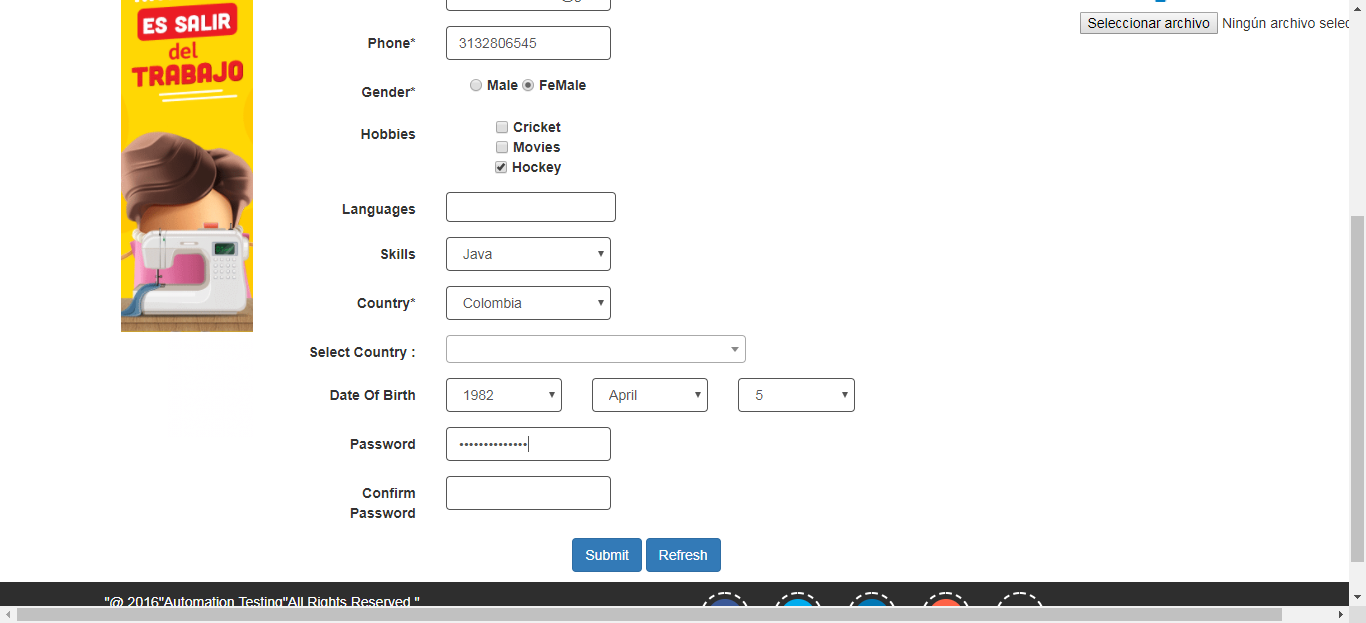 ES SALIR
del
TRABAJO
Seleccionar archivo Ningún archivo selec
Phone* 3132806545
Gender* Male FeMale
Hobbies Cricket
Movies
Hockey
Languages
Skills Java
Country* Colombia
Select Country :
Date Of Birth 1982 April 5
Password ••••••••••••••
Confirm
Password
Submit Refresh
"@ 2016"Automation Testing"All Rights Reserved "